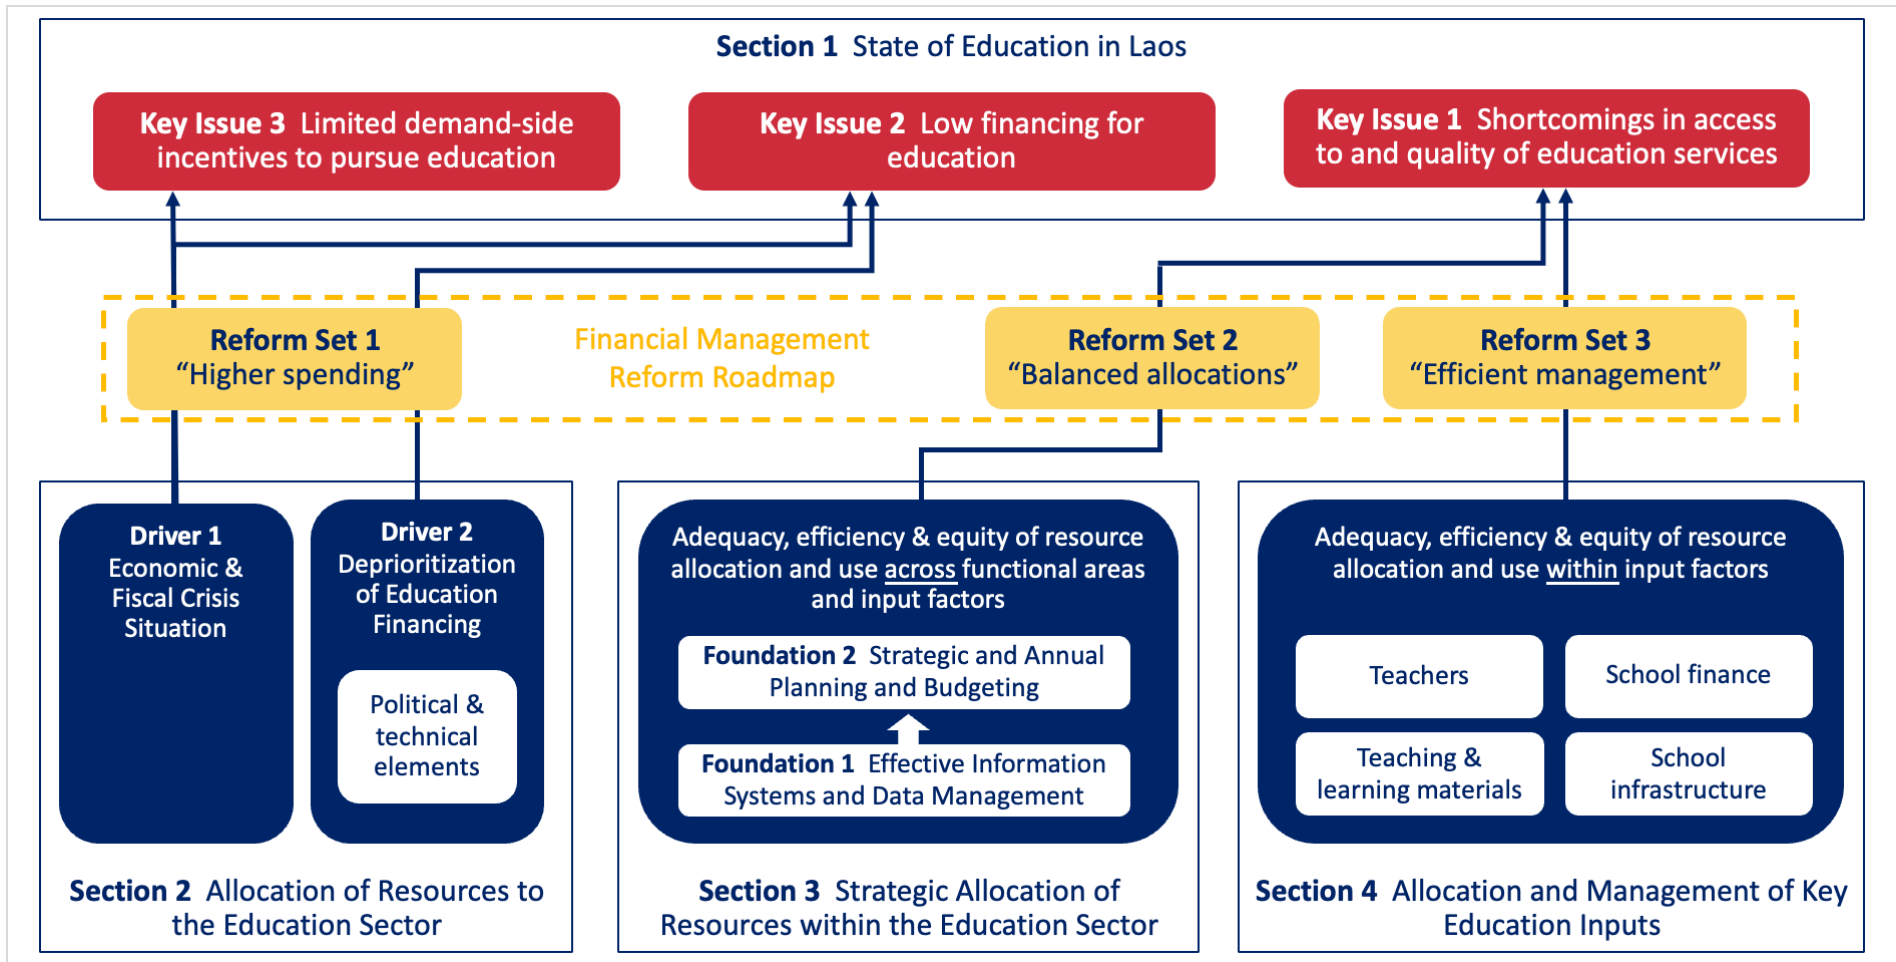 Section 1 State of Education in Laos
Key Issue 3 Limited demand-side
incentives to pursue education
Key Issue 2 Low financing for
education
Key Issue 1 Shortcomings in access
to and quality of education services
Reform Set 1
“Higher spending”
Financial Management
Reform Roadmap
Reform Set 2
“Balanced allocations”
Reform Set 3
“Efficient management”
Driver 1
Economic &
Fiscal Crisis
Situation
Driver 2
Deprioritization
of Education
Financing
Political &
technical
elements
Section 2 Allocation of Resources to
the Education Sector
Adequacy, efficiency & equity of resource
allocation and use across functional areas
and input factors
Foundation 2 Strategic and Annual
Planning and Budgeting
Foundation 1 Effective Information
Systems and Data Management
Section 3 Strategic Allocation of
Resources within the Education Sector
Adequacy, efficiency & equity of resource
allocation and use within input factors
Teachers
School finance
Teaching &
learning materials
School
infrastructure
Section 4 Allocation and Management of Key
Education Inputs